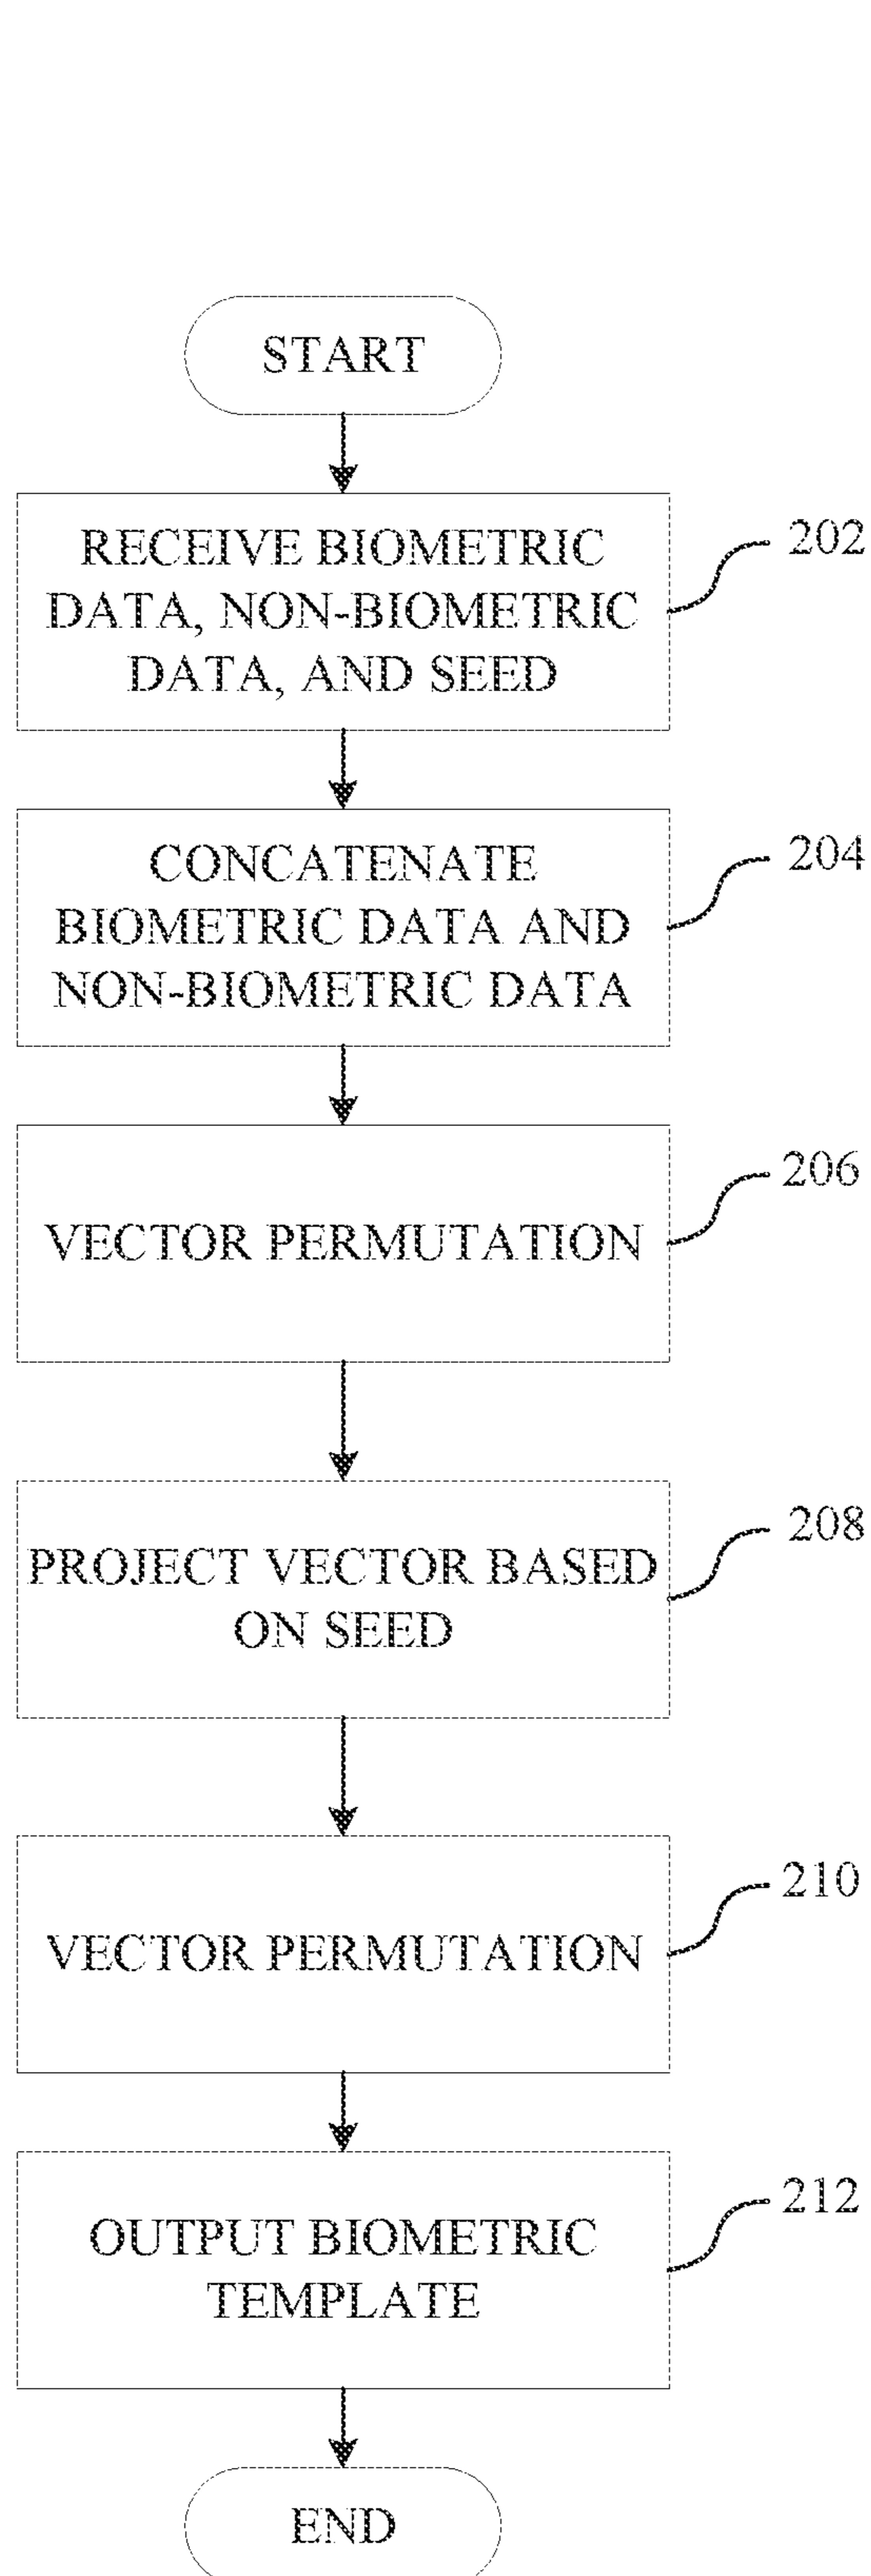 START
RECEIVE BIOMETRIC
DATA, NON-BIOMETRIC
DATA, AND SEED
202
CONCATENATE
BIOMETRIC DATA AND
NON-BIOMETRIC DATA
204
VECTOR PERMUTATION
206
PROJECT VECTOR BASED
ON SEED
208
VECTOR PERMUTATION
210
OUTPUT BIOMETRIC
TEMPLATE
212
END